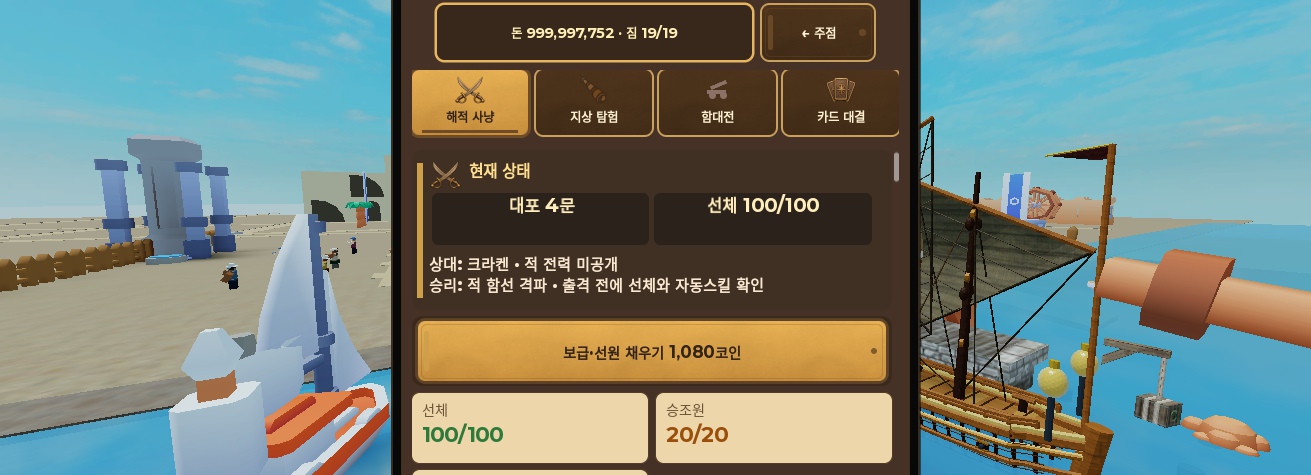 돈 999,997,752 · 짐 19/19
← 주점
해적 사냥
지상 탐험
함대전
카드 대결
현재 상태
대포 4문
선체 100/100
상대: 크라켄 • 적 전력 미공개
승리: 적 함선 격파 • 출격 전에 선체와 자동스킬 확인
보급·선원 채우기 1,080코인
선체
100/100
승조원
20/20